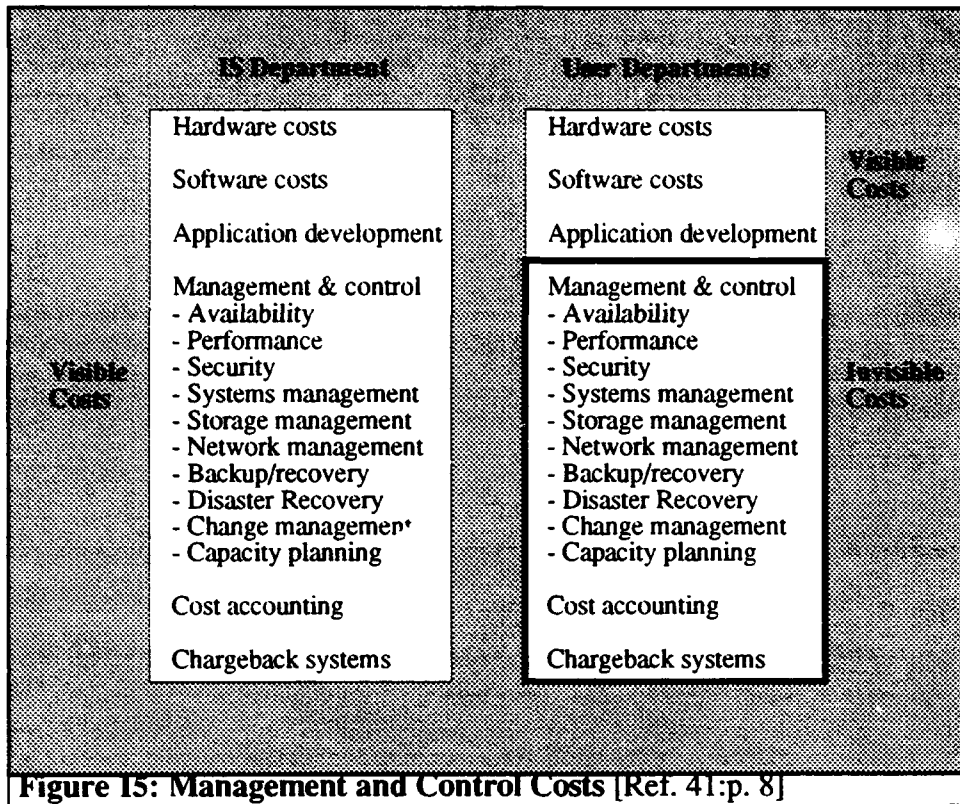 IS Department
Hardware costs
Software costs
Application development
Management & control
- Availability
- Performance
- Security
- Systems management
- Storage management
- Network management
- Backup/recovery
- Disaster Recovery
- Change management
- Capacity planning
Cost accounting
Chargeback systems
Visible
Costs
User Departments
Hardware costs
Software costs
Application development
Management & control
- Availability
- Performance
- Security
- Systems management
- Storage management
- Network management
- Backup/recovery
- Disaster Recovery
- Change management
- Capacity planning
Cost accounting
Chargeback systems
Visible
Costs
Invisible
Costs
Figure 15: Management and Control Costs [Ref. 41:p. 8]